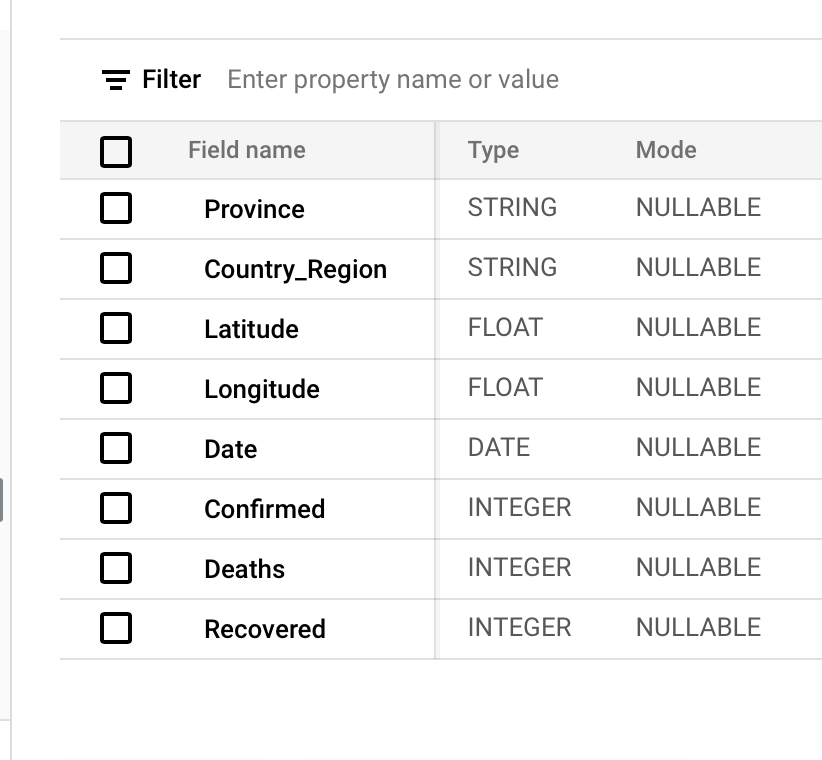 Filter Enter property name or value
Field name Type Mode
Province STRING NULLABLE
Country_Region STRING NULLABLE
Latitude FLOAT NULLABLE
Longitude FLOAT NULLABLE
Date DATE NULLABLE
Confirmed INTEGER NULLABLE
Deaths INTEGER NULLABLE
Recovered INTEGER NULLABLE